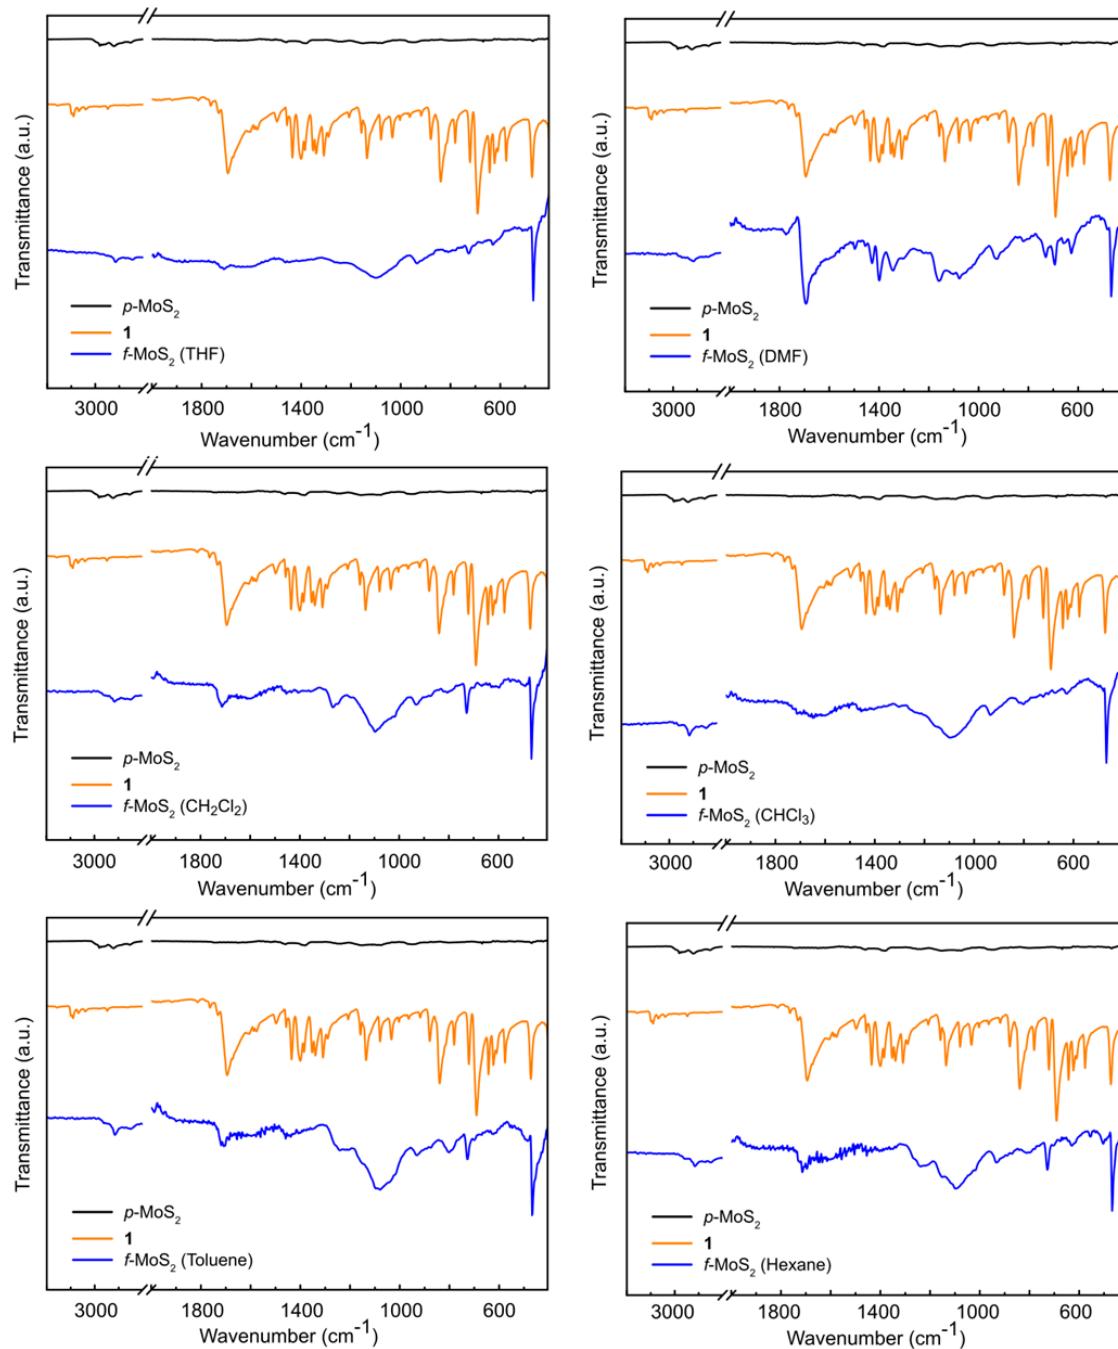 Transmittance (a.u.)
p-MoS₂
1
f-MoS₂ (THF)
3000 1800 1400 1000 600
Wavenumber (cm⁻¹)
Transmittance (a.u.)
p-MoS₂
1
f-MoS₂ (DMF)
3000 1800 1400 1000 600
Wavenumber (cm⁻¹)
Transmittance (a.u.)
p-MoS₂
1
f-MoS₂ (CH₂Cl₂)
3000 1800 1400 1000 600
Wavenumber (cm⁻¹)
Transmittance (a.u.)
p-MoS₂
1
f-MoS₂ (CHCl₃)
3000 1800 1400 1000 600
Wavenumber (cm⁻¹)
Transmittance (a.u.)
p-MoS₂
1
f-MoS₂ (Toluene)
3000 1800 1400 1000 600
Wavenumber (cm⁻¹)
Transmittance (a.u.)
p-MoS₂
1
f-MoS₂ (Hexane)
3000 1800 1400 1000 600
Wavenumber (cm⁻¹)